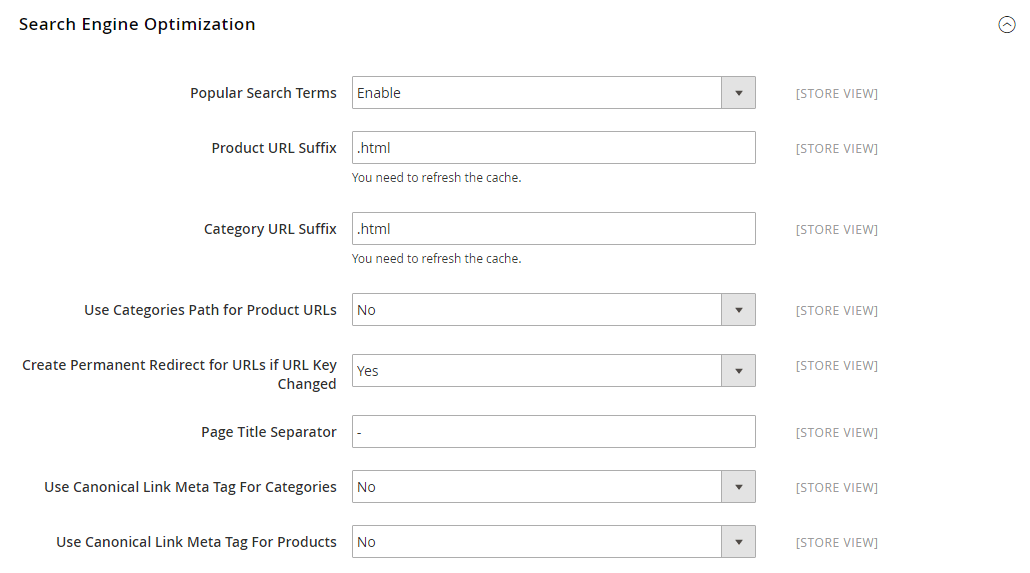 Search Engine Optimization
Popular Search Terms Enable [STORE VIEW]
Product URL Suffix .html [STORE VIEW]
You need to refresh the cache.
Category URL Suffix .html [STORE VIEW]
You need to refresh the cache.
Use Categories Path for Product URLs No [STORE VIEW]
Create Permanent Redirect for URLs if URL Key
Changed Yes [STORE VIEW]
Page Title Separator - [STORE VIEW]
Use Canonical Link Meta Tag For Categories No [STORE VIEW]
Use Canonical Link Meta Tag For Products No [STORE VIEW]